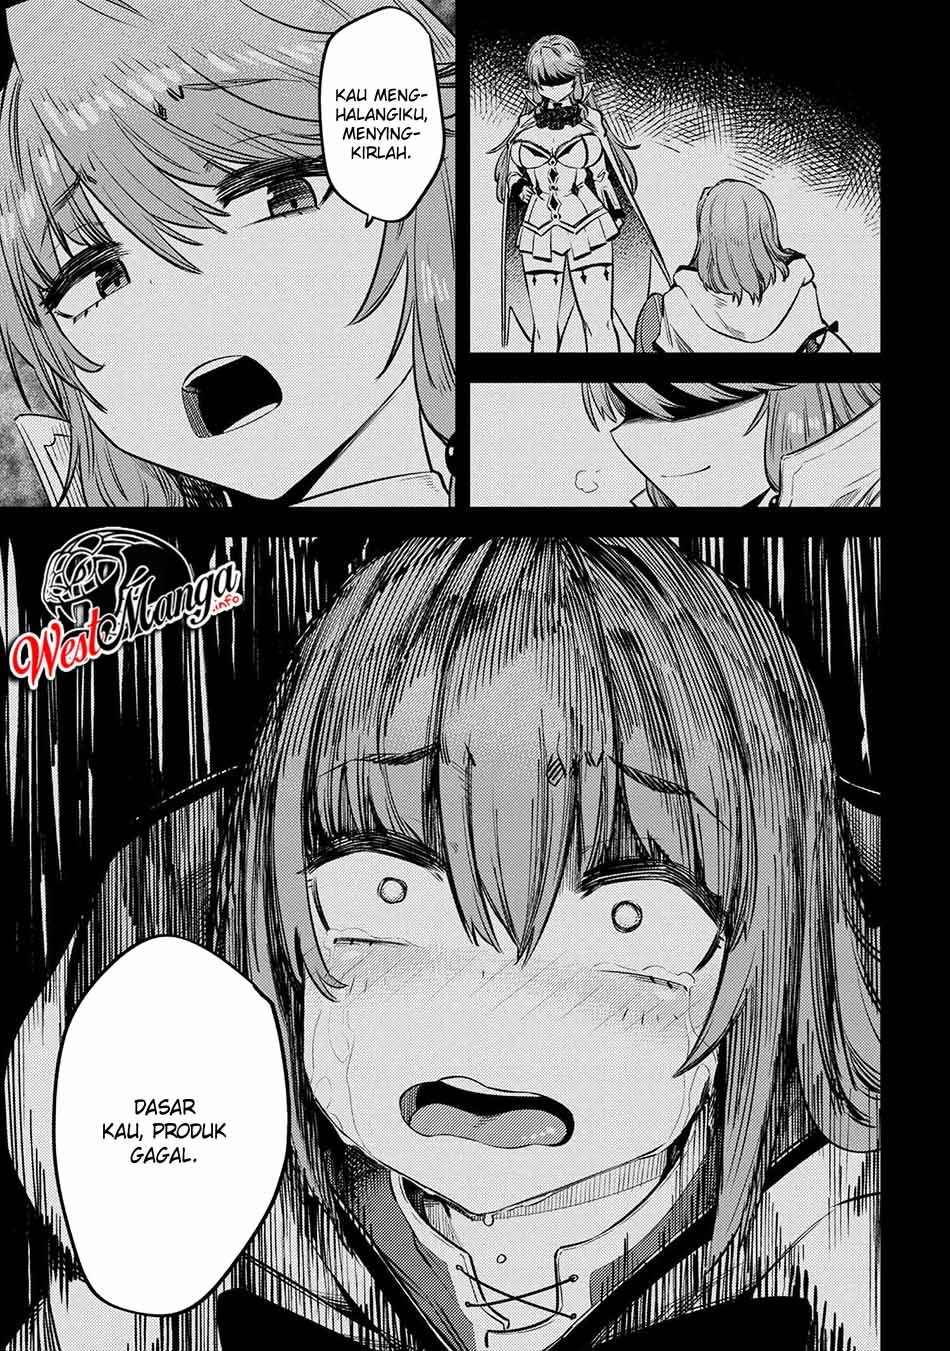 KAU MENG-
HALANGIKU,
MENYING-
KIRLAH.
WestManga
.info
DASAR
KAU, PRODUK
GAGAL.